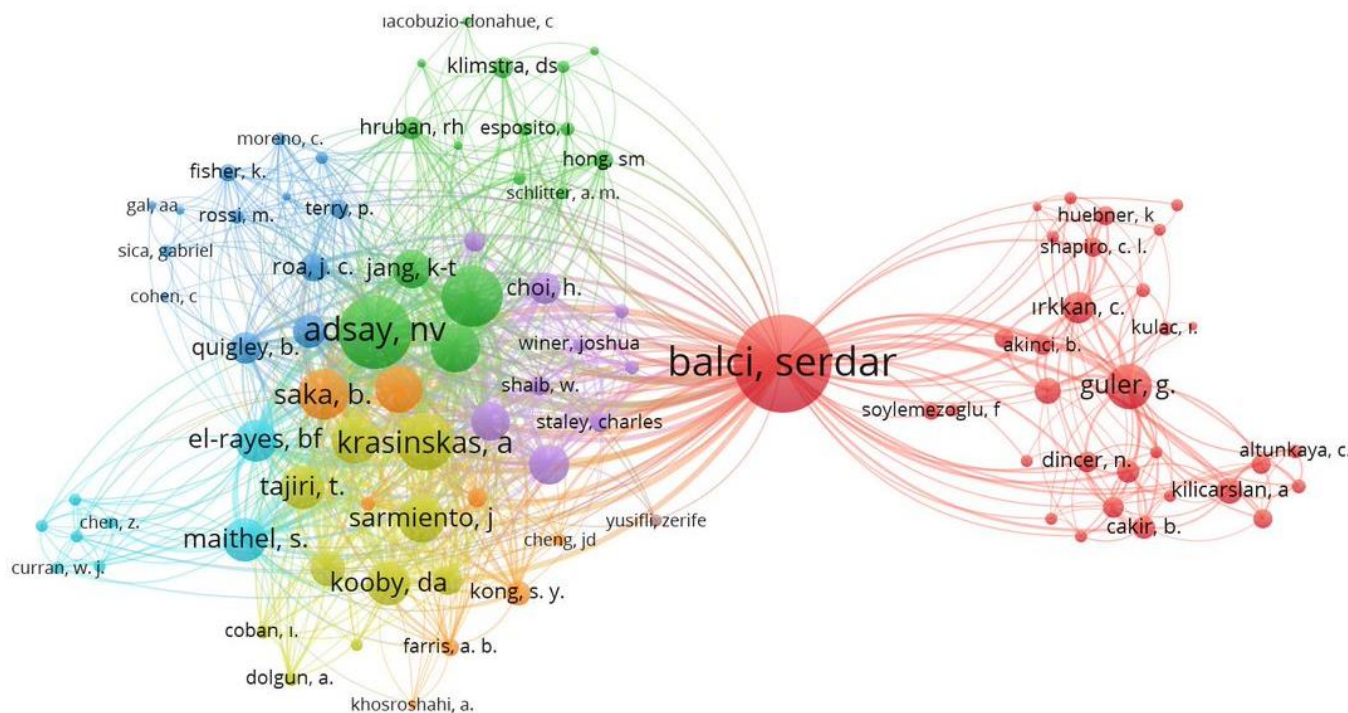 ıacobuzio-donahue, c
klimstra, ds
hruban, rh
esposito, ı
moreno, c.
hong, sm
fisher, k.
schlitter, a. m.
gal, aa
rossi, m.
terry, p.
huebner, k
sica, gabriel
shapiro, c. l.
roa, j. c.
jang, k-t
choi, h.
cohen, c
ırkkan, c.
adsay, nv
kulac, ı.
quigley, b.
winer, joshua
akinci, b.
balci, serdar
shaib, w.
guler, g.
saka, b.
soylemezoglu, f
staley, charles
el-rayes, bf
krasinskas, a
altunkaya, c.
dincer, n.
tajiri, t.
kilicarslan, a
sarmiento, j
yusifli, zerife
chen, z.
cakir, b.
maithel, s.
cheng, jd
curran, w. j.
kooby, da
kong, s. y.
coban, ı.
farris, a. b.
dolgun, a.
khosroshahi, a.